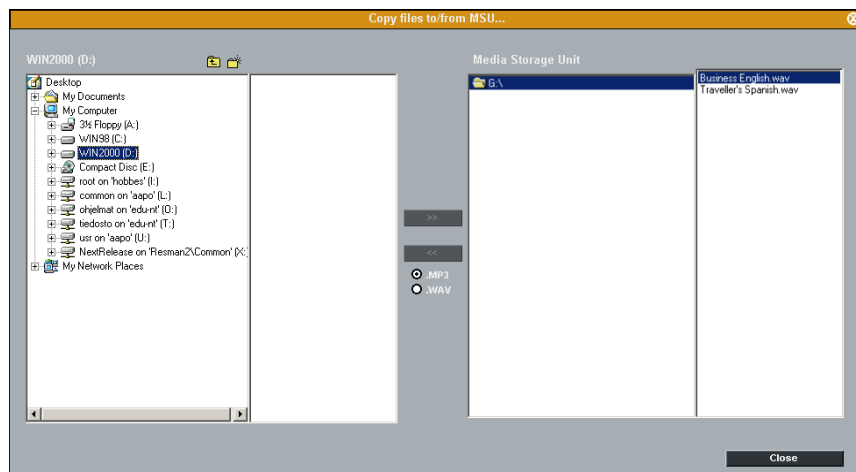 Copy files to/from MSU...
WIN2000 (D:)
Desktop
My Documents
My Computer
3½ Floppy (A:)
WIN98 (C:)
WIN2000 (D:)
Compact Disc (E:)
root on 'hobbes' (I:)
common on 'aapo' (L:)
ohjelmat on 'edu-nt' (O:)
tiedosto on 'edu-nt' (T:)
usr on 'aapo' (U:)
NextRelease on 'Resman2\Common' (X:
My Network Places
>>
<<
.MP3
.WAV
Media Storage Unit
G:\
Business English.wav
Traveller's Spanish.wav
Close